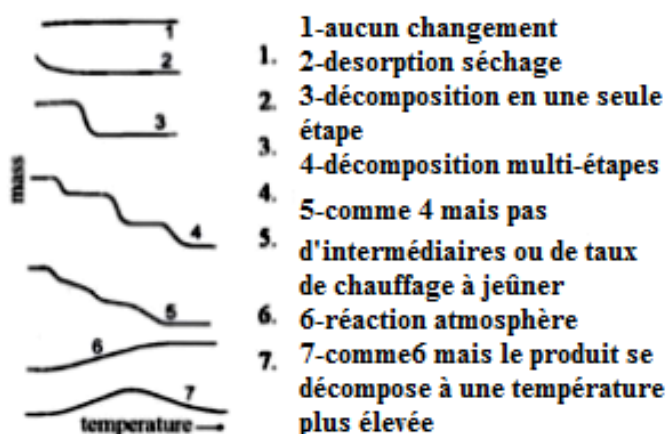 1-aucun changement
1
1.
2-desorption séchage
2
2.
3-décomposition en une seule
3
étape
3.
4-décomposition multi-étapes
mass
4.
5-comme 4 mais pas
4
5.
d'intermédiaires ou de taux
de chauffage à jeûner
5
6.
6-réaction atmosphère
6
7.
7-comme6 mais le produit se
décompose à une température
7
temperature
plus élevée